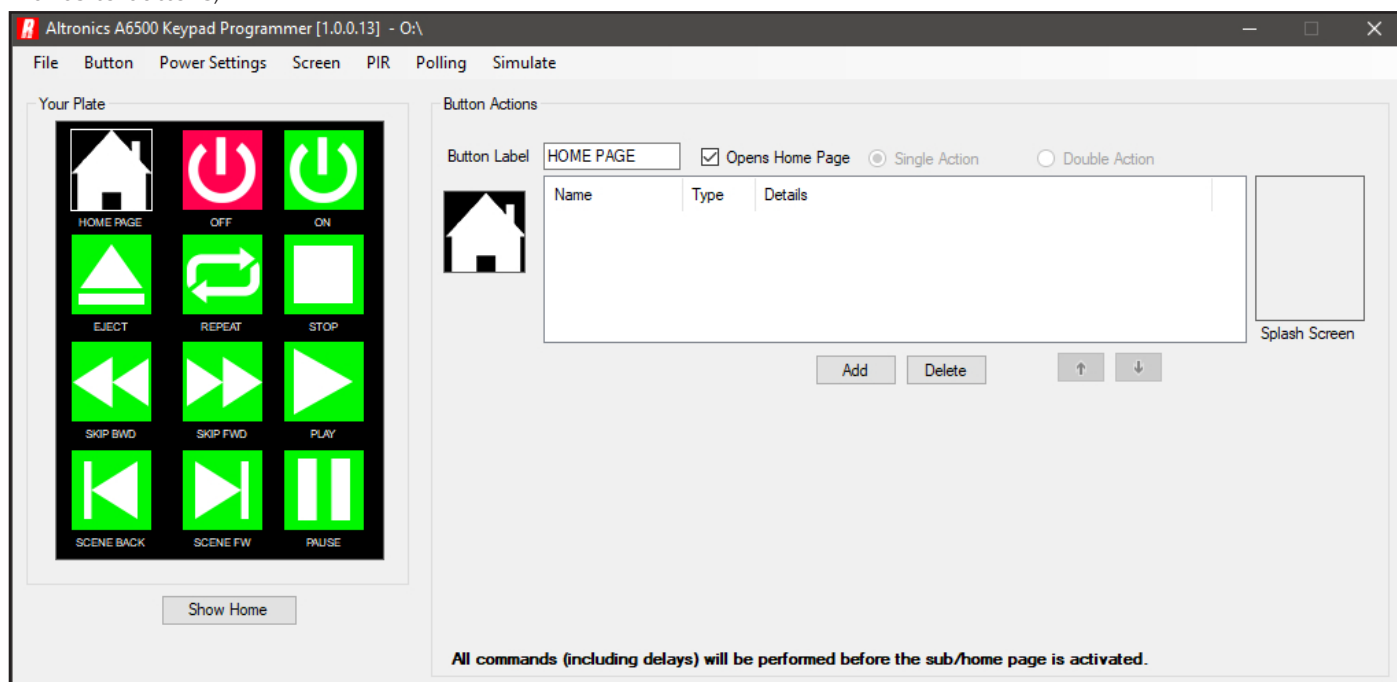 Altronics A6500 Keypad Programmer [1.0.0.13] - O:\
File Button Power Settings Screen PIR Polling Simulate
Your Plate
Button Actions
Button Label HOME PAGE Opens Home Page Single Action Double Action
Name Type Details
HOME PAGE OFF ON
EJECT REPEAT STOP
Splash Screen
Add Delete
SKIP BWD SKIP FWD PLAY
SCENE BACK SCENE FW PAUSE
Show Home
All commands (including delays) will be performed before the sub/home page is activated.